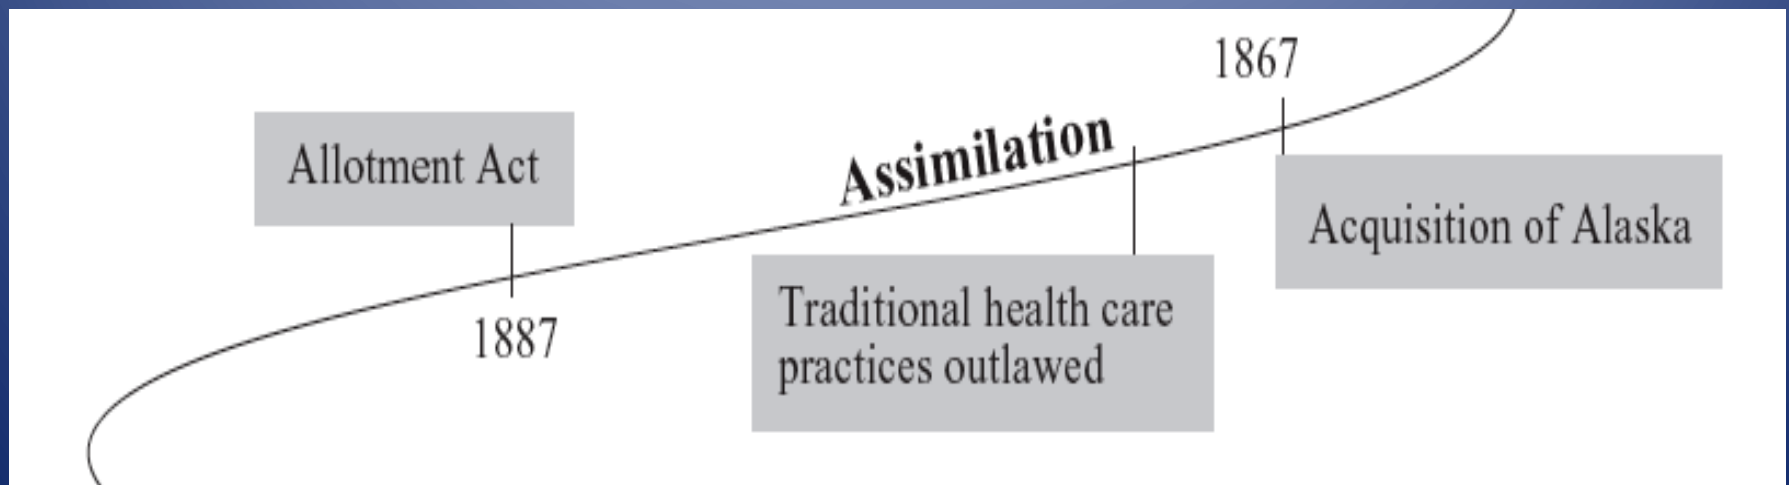 1867
Allotment Act
Assimilation
Acquisition of Alaska
Traditional health care
practices outlawed
1887